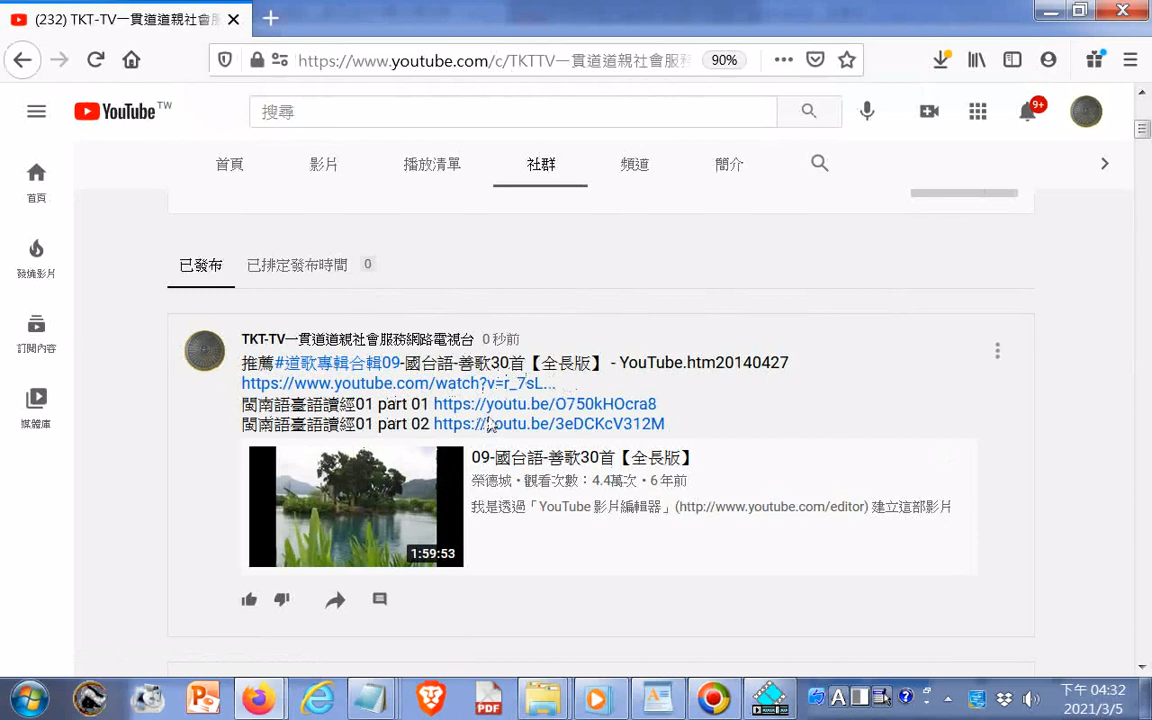 (232) TKT-TV一貫道道親社會服
https://www.youtube.com/c/TKTTV一貫道道親社會服務
90%
YouTube TW
搜尋
9+
首頁 影片 播放清單 社群 頻道 簡介
首頁
發燒影片
訂閱內容
媒體庫
已發布 已排定發布時間 0
TKT-TV一貫道道親社會服務網路電視台 0 秒前
推薦#道歌專輯合輯09-國台語-善歌30首【全長版】 - YouTube.htm20140427
https://www.youtube.com/watch?v=r_7sL...
閩南語臺語讀經01 part 01 https://youtu.be/O750kHOcra8
閩南語臺語讀經01 part 02 https://youtu.be/3eDCKcV312M
09-國台語-善歌30首【全長版】
榮德城・觀看次數：4.4萬次・6 年前
我是透過「YouTube 影片編輯器」(http://www.youtube.com/editor) 建立這部影片
1:59:53
PDF
A
下午 04:32
2021/3/5